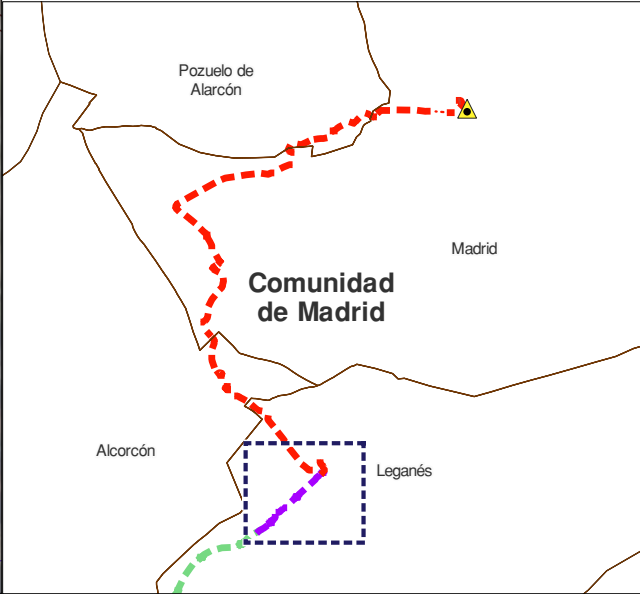 Pozuelo de
Alarcón
Madrid
Comunidad
de Madrid
Alcorcón
Leganés